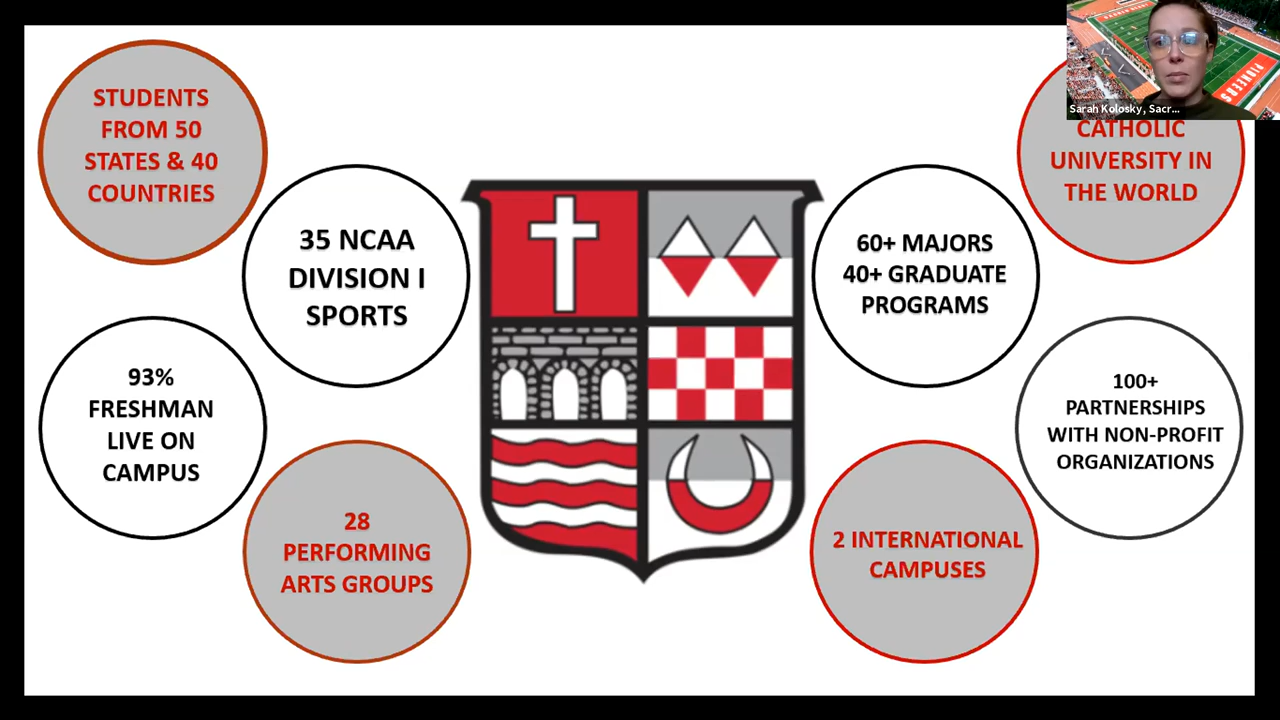 STUDENTS
FROM 50
STATES & 40
COUNTRIES
35 NCAA
DIVISION I
SPORTS
93%
FRESHMAN
LIVE ON
CAMPUS
28
PERFORMING
ARTS GROUPS
60+ MAJORS
40+ GRADUATE
PROGRAMS
CATHOLIC
UNIVERSITY IN
THE WORLD
100+
PARTNERSHIPS
WITH NON-PROFIT
ORGANIZATIONS
2 INTERNATIONAL
CAMPUSES
PIONEERS
Sarah Kolosky, Sacr...